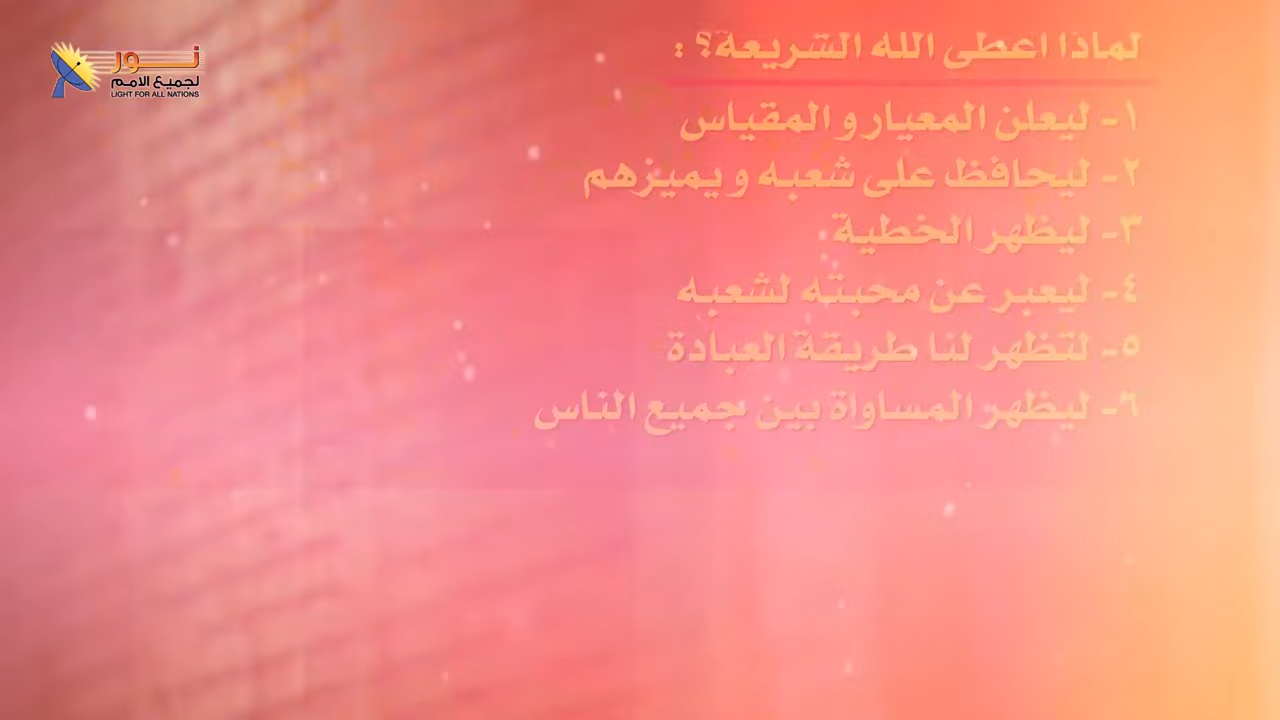 نور
لجميع الامم
LIGHT FOR ALL NATIONS
لماذا اعطى الله الشريعة؟ :
١- ليعلن المعيار و المقياس
٢- ليحافظ على شعبه و يميزهم
٣- ليظهر الخطية
٤- ليعبر عن محبته لشعبه
٥- لتظهر لنا طريقة العبادة
٦- ليظهر المساواة بين جميع الناس